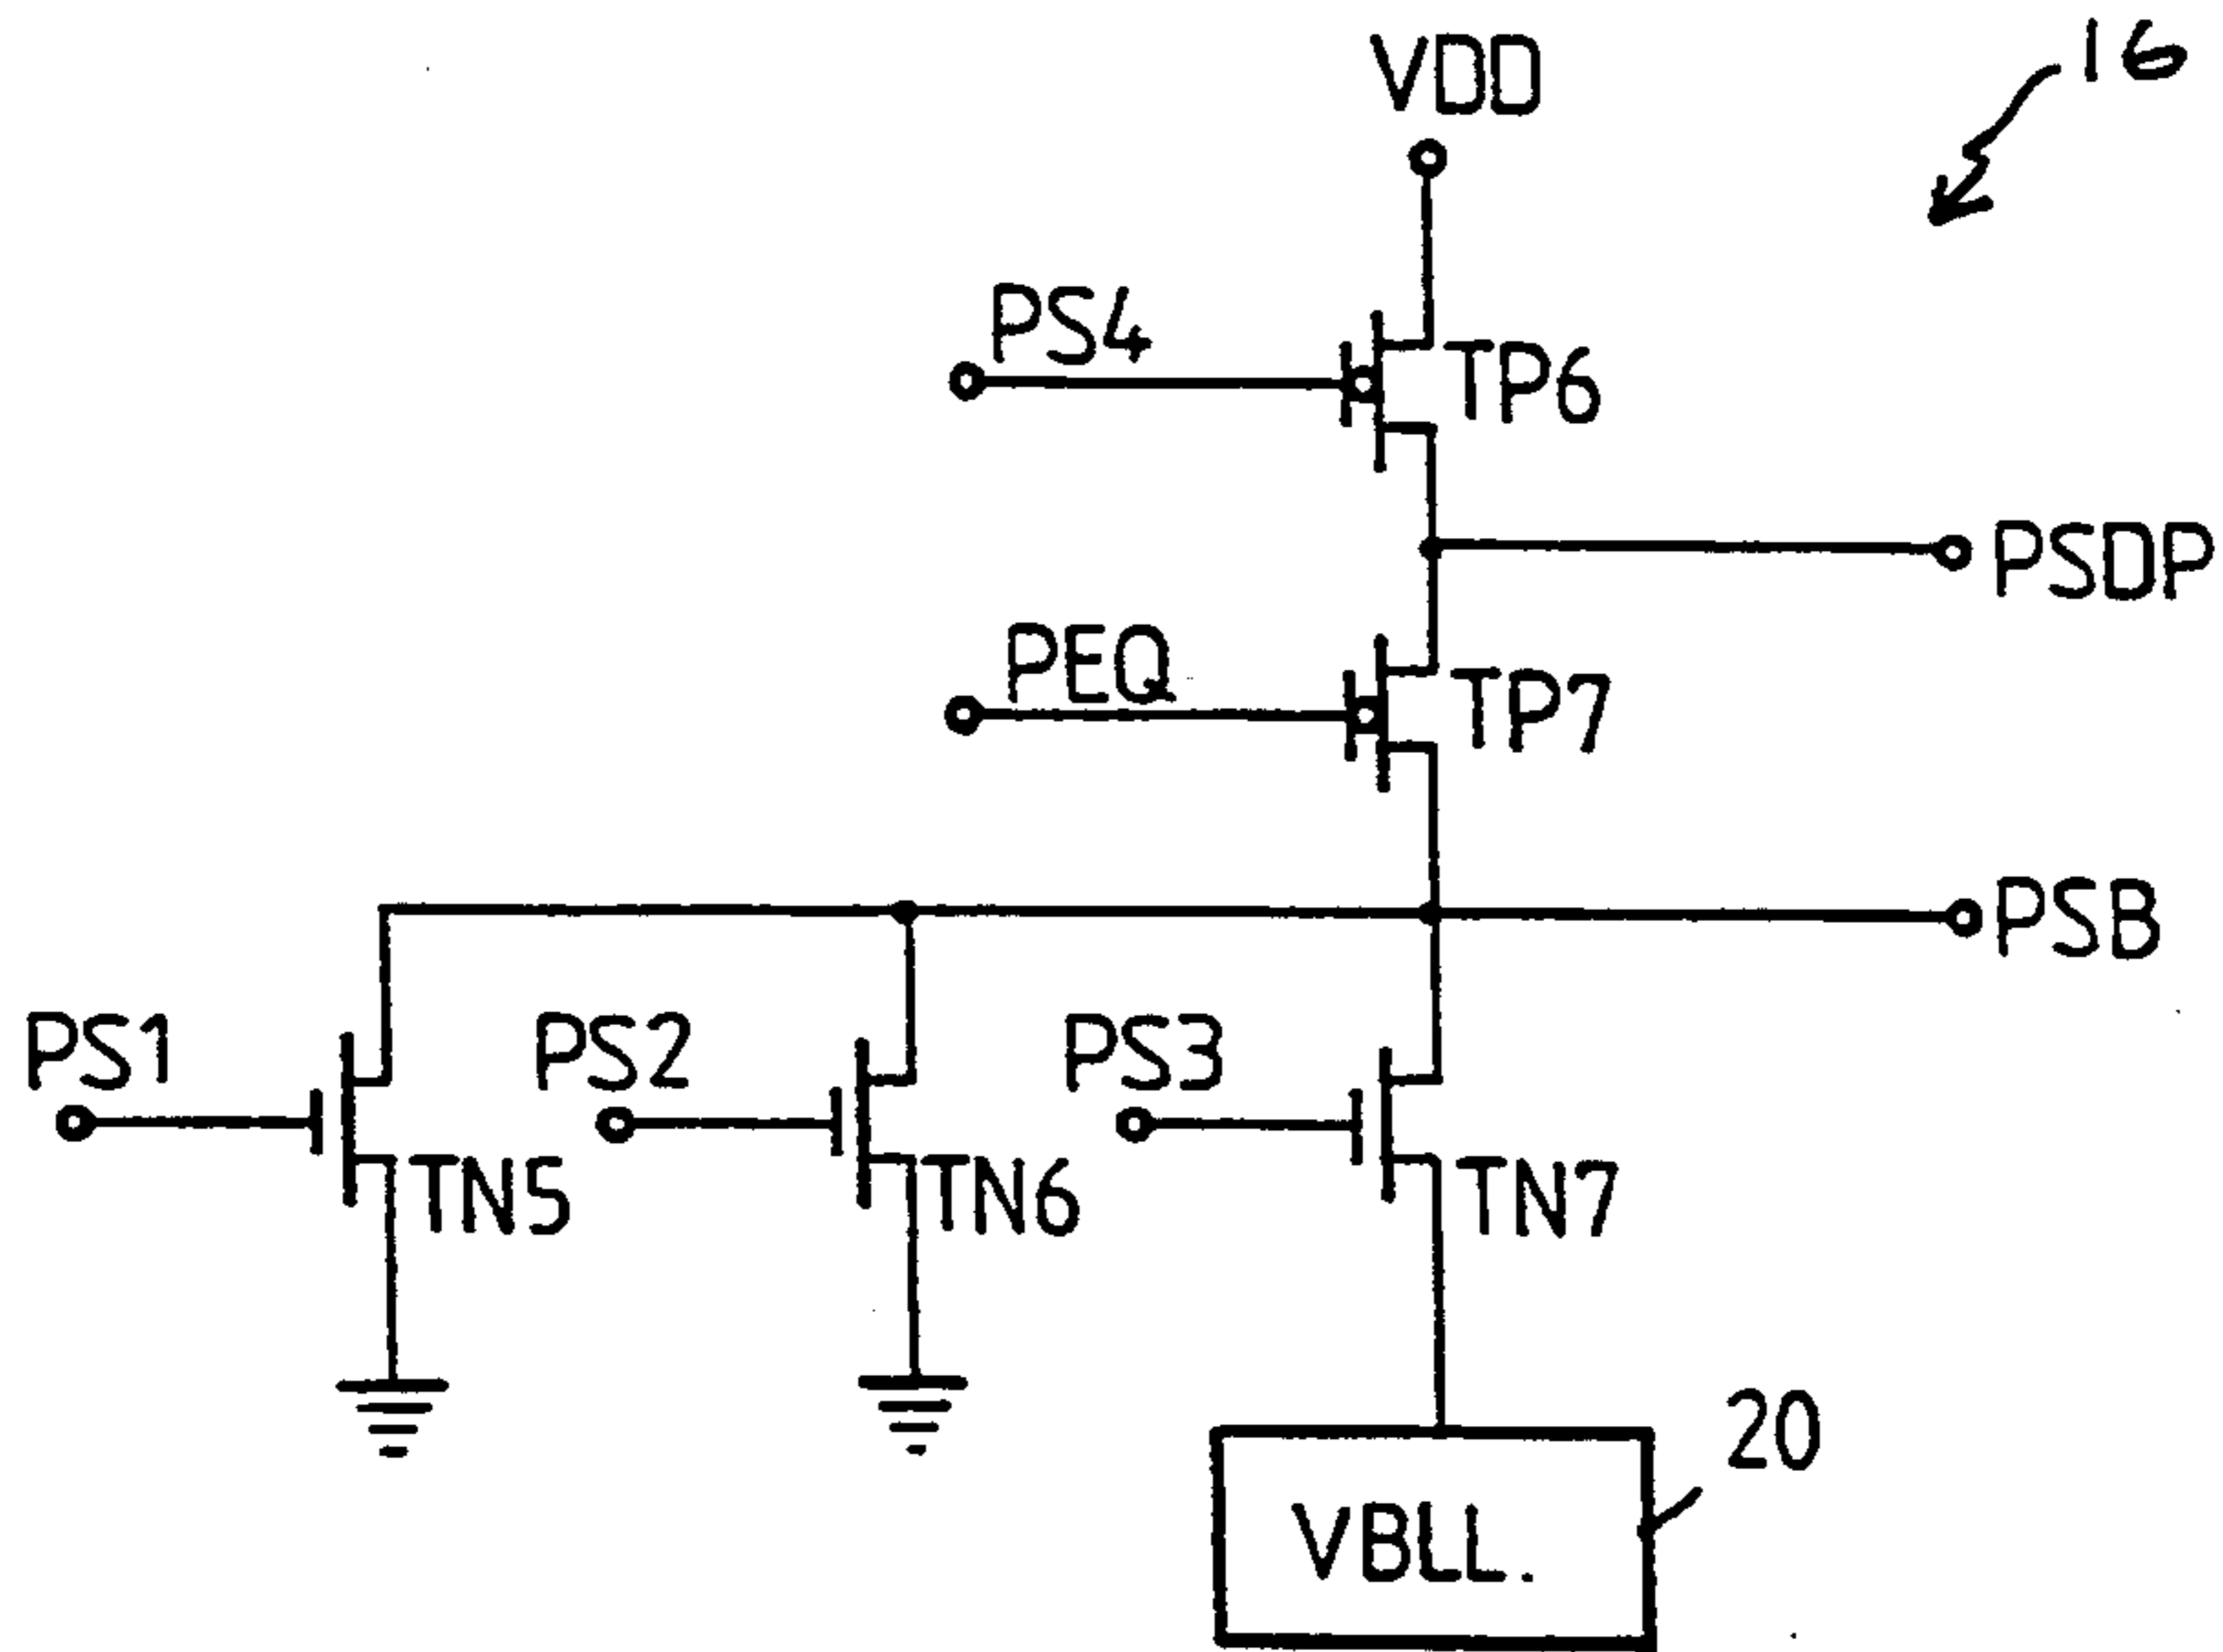 16
VDD
PS4
TP6
PSDP
PEQ
TP7
PSB
PS1
PS2
PS3
TN5
TN6
TN7
20
VBLL.